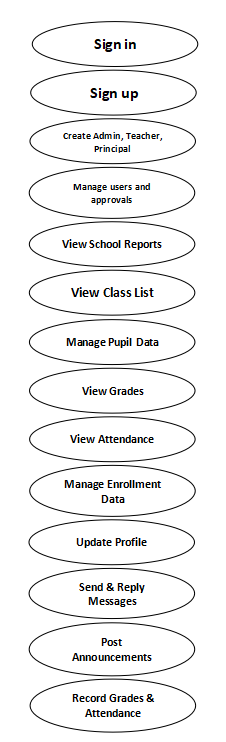 Sign in
Sign up
Create Admin, Teacher,
Principal
Manage users and
approvals
View School Reports
View Class List
Manage Pupil Data
View Grades
View Attendance
Manage Enrollment
Data
Update Profile
Send & Reply
Messages
Post
Announcements
Record Grades &
Attendance